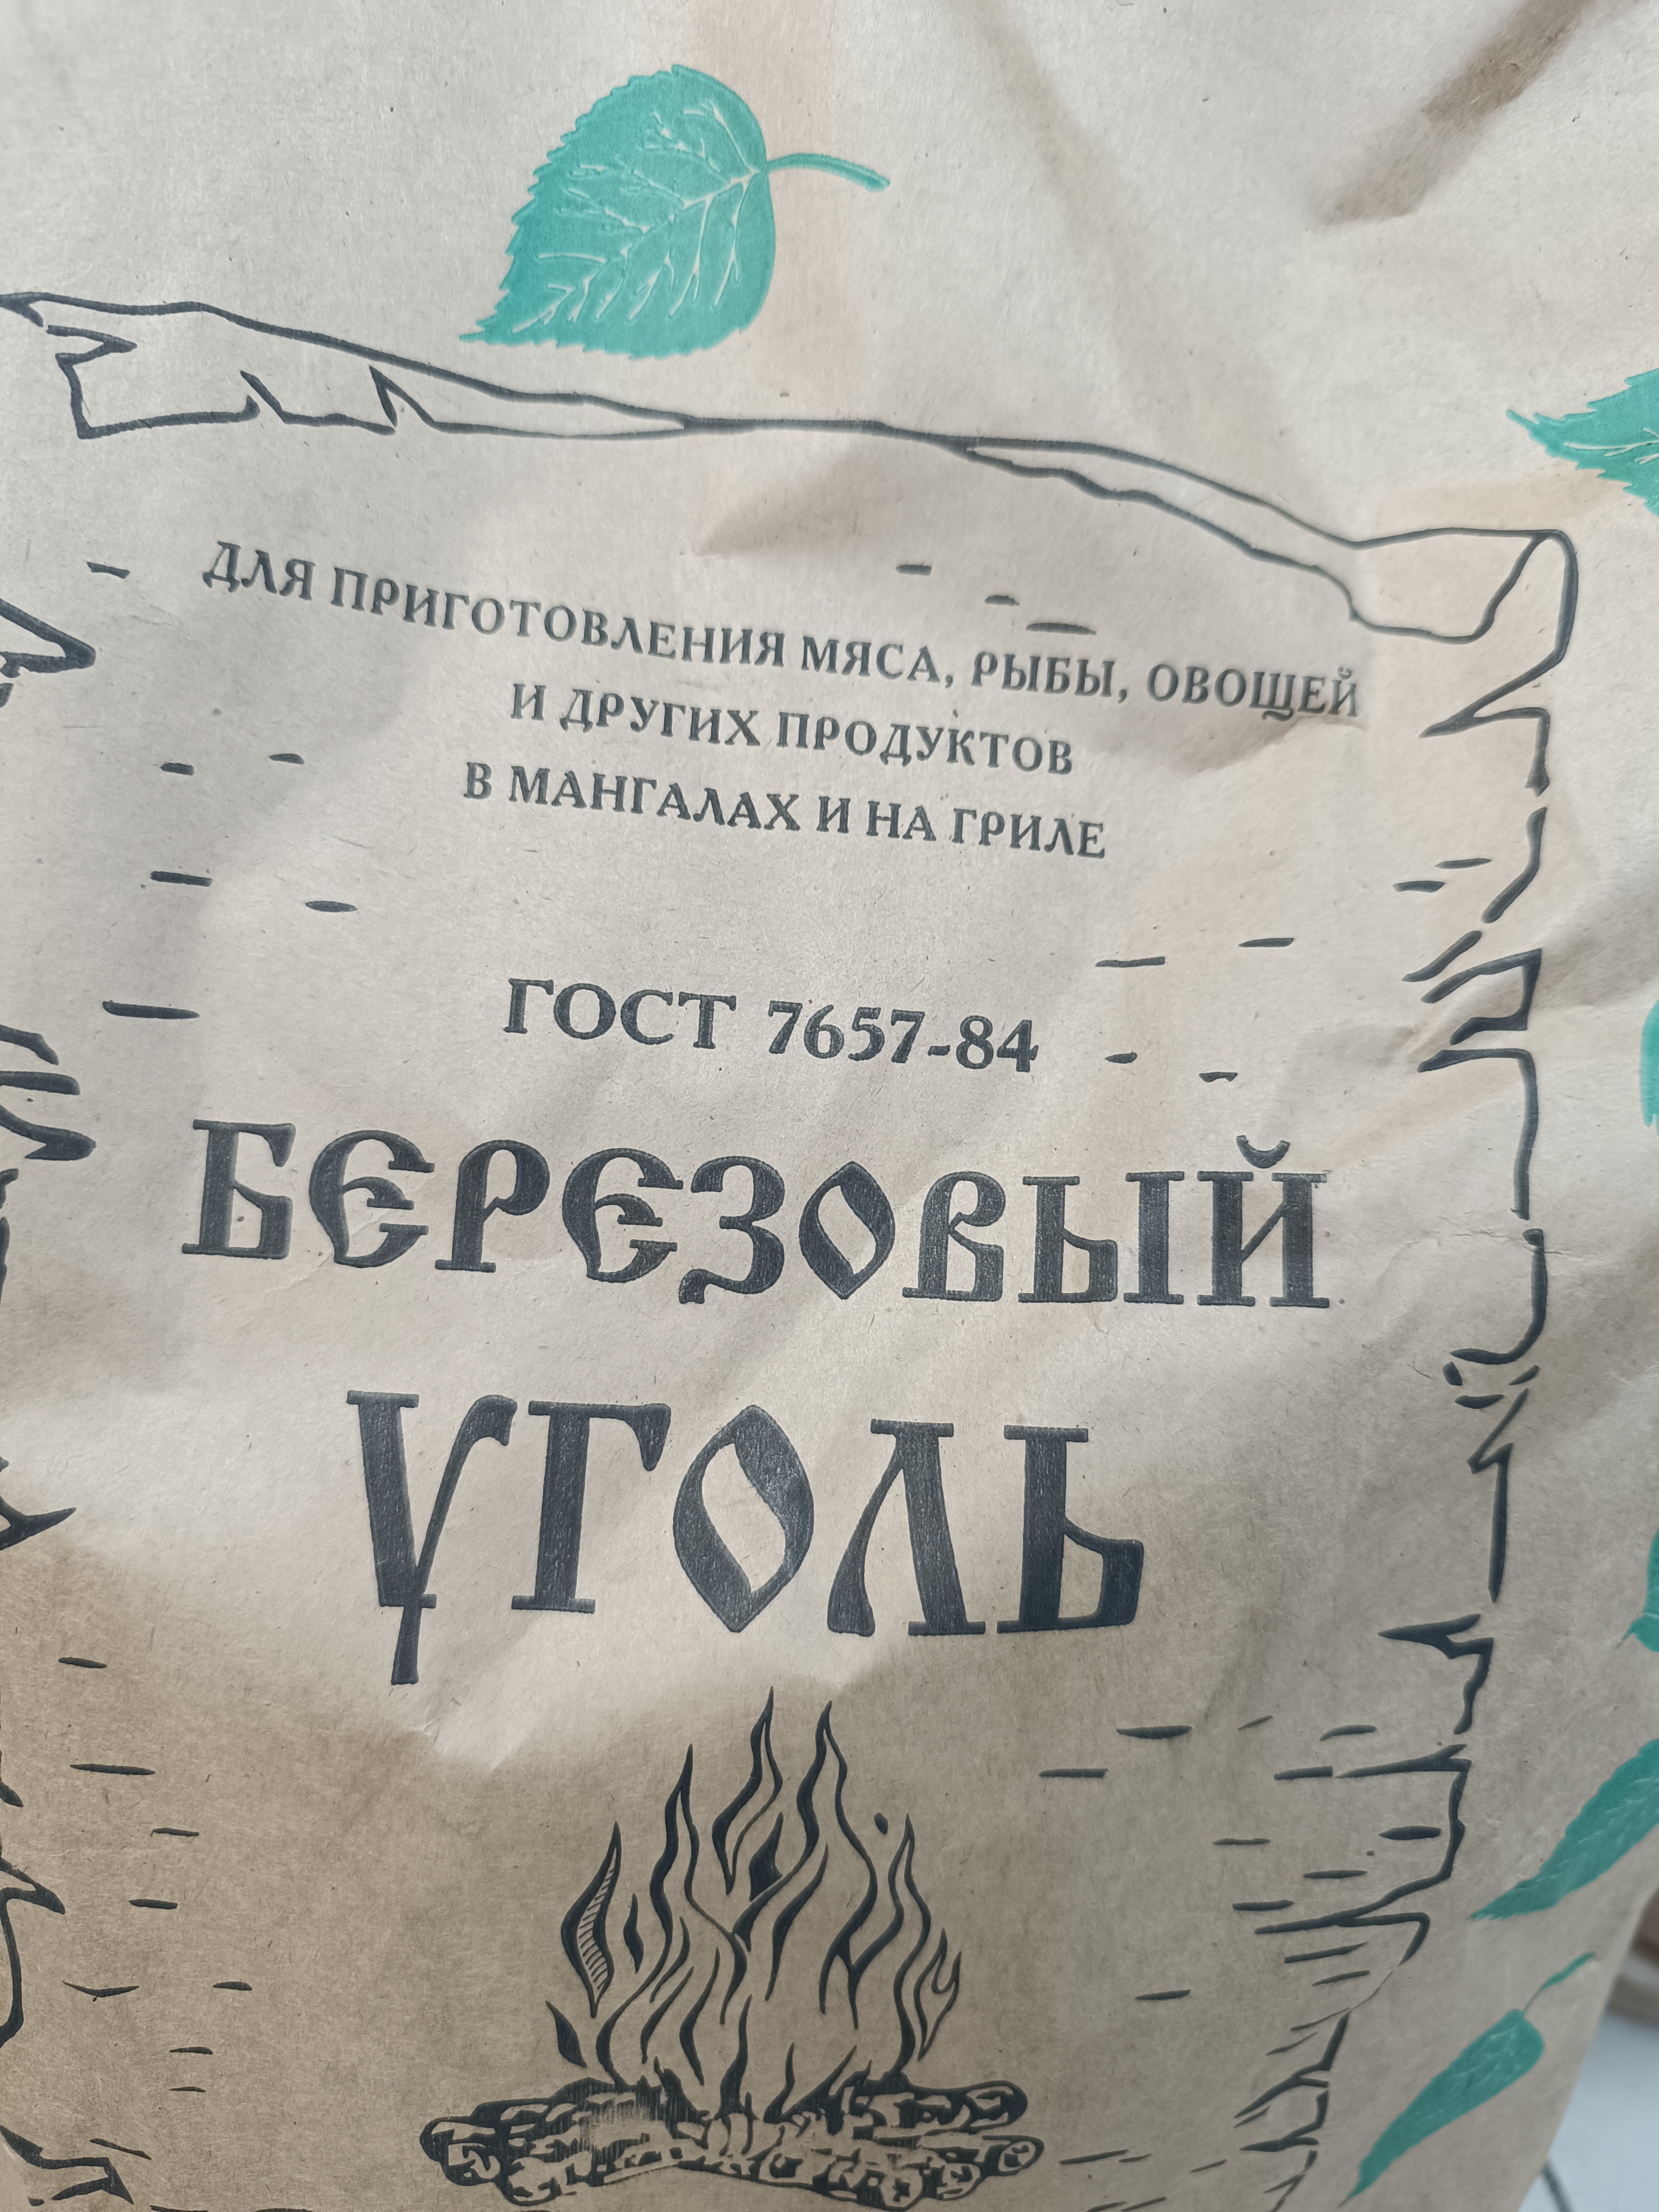 ДЛЯ ПРИГОТОВЛЕНИЯ МЯСА, РЫБЫ, ОВОЩЕЙ
И ДРУГИХ ПРОДУКТОВ
В МАНГАЛАХ И НА ГРИЛЕ
ГОСТ 7657-84
БЕРЕЗОВЫЙ
УГОЛЬ